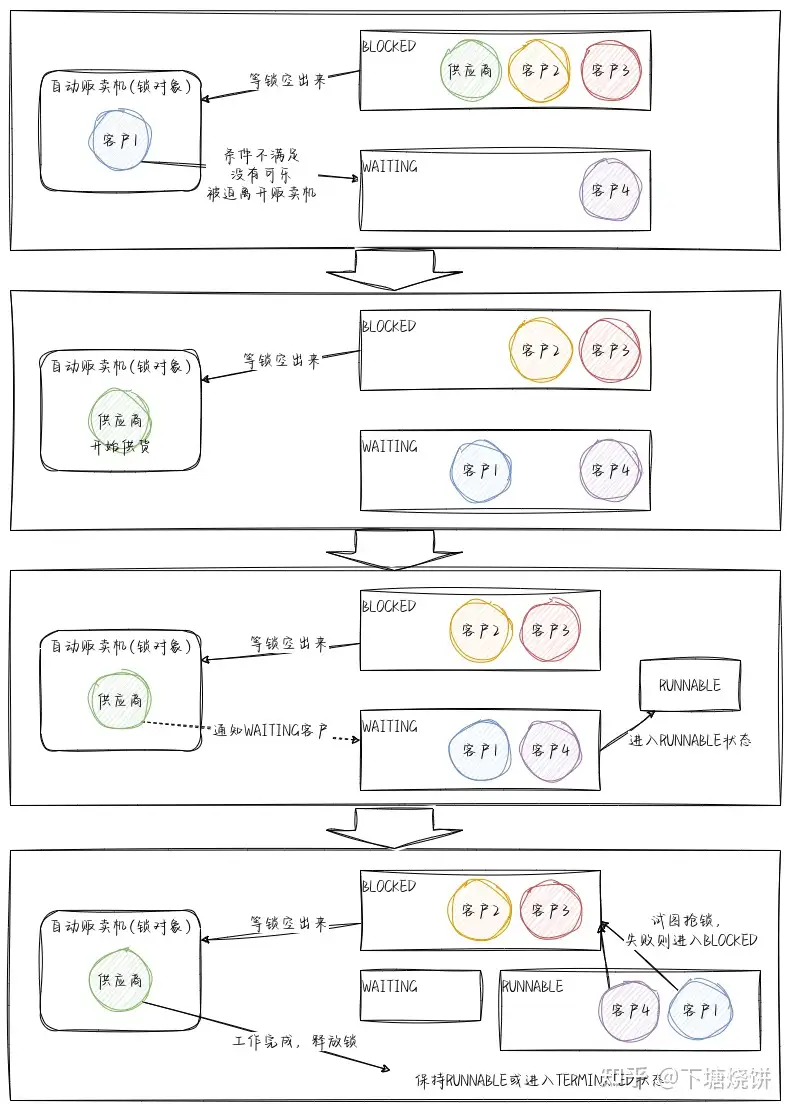 BLOCKED
供应商
客户2
客户3
等锁空出来
自动贩卖机(锁对象)
客户1
条件不满足
没有可乐
被迫离开贩卖机
WAITING
客户4
BLOCKED
客户2
客户3
等锁空出来
自动贩卖机(锁对象)
供应商
开始供货
WAITING
客户1
客户4
BLOCKED
客户2
客户3
等锁空出来
自动贩卖机(锁对象)
供应商
通知WAITING客户
WAITING
客户1
客户4
RUNNABLE
进入RUNNABLE状态
BLOCKED
客户2
客户3
等锁空出来
自动贩卖机(锁对象)
供应商
试图抢锁,
失败则进入BLOCKED
WAITING
RUNNABLE
客户4
客户1
工作完成, 释放锁
保持RUNNABLE或进入TERMINATED状态
知乎 @下塘烧饼